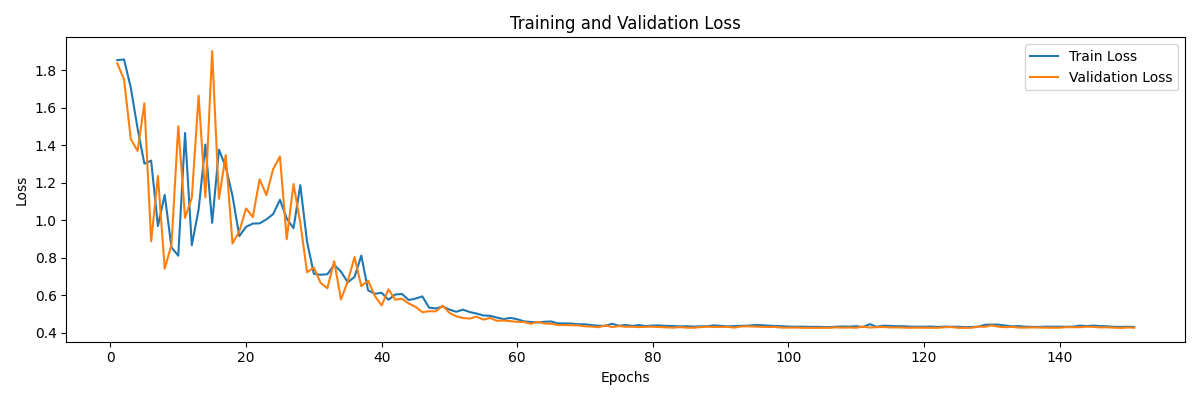 Training and Validation Loss
Train Loss
Validation Loss
Loss
1.8
1.6
1.4
1.2
1.0
0.8
0.6
0.4
0 20 40 60 80 100 120 140
Epochs